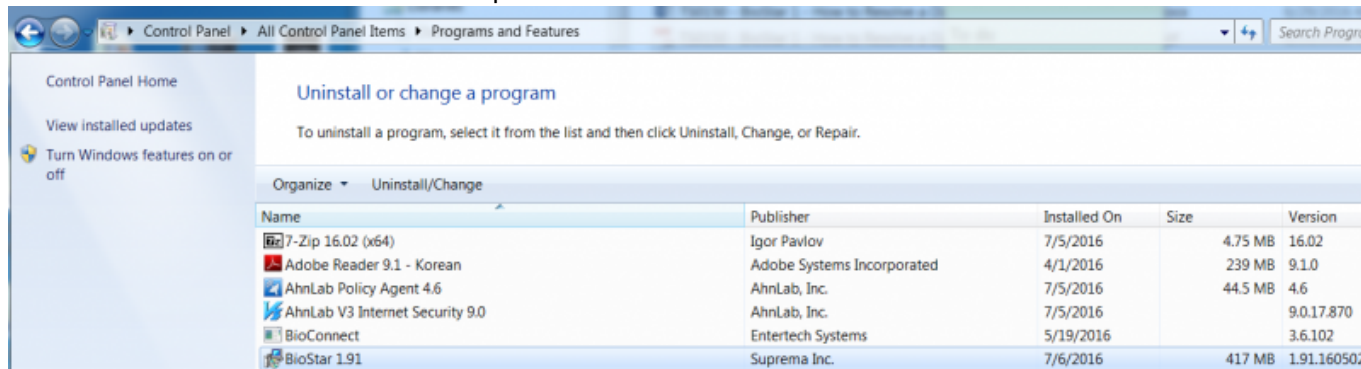 Control Panel ▸ All Control Panel Items ▸ Programs and Features
Search Progra
Control Panel Home
View installed updates
Turn Windows features on or
off
Uninstall or change a program
To uninstall a program, select it from the list and then click Uninstall, Change, or Repair.
Organize Uninstall/Change
Name Publisher Installed On Size Version
7-Zip 16.02 (x64) Igor Pavlov 7/5/2016 4.75 MB 16.02
Adobe Reader 9.1 - Korean Adobe Systems Incorporated 4/1/2016 239 MB 9.1.0
AhnLab Policy Agent 4.6 AhnLab, Inc. 7/5/2016 44.5 MB 4.6
AhnLab V3 Internet Security 9.0 AhnLab, Inc. 7/5/2016 9.0.17.870
BioConnect Entertech Systems 5/19/2016 3.6.102
BioStar 1.91 Suprema Inc. 7/6/2016 417 MB 1.91.160502